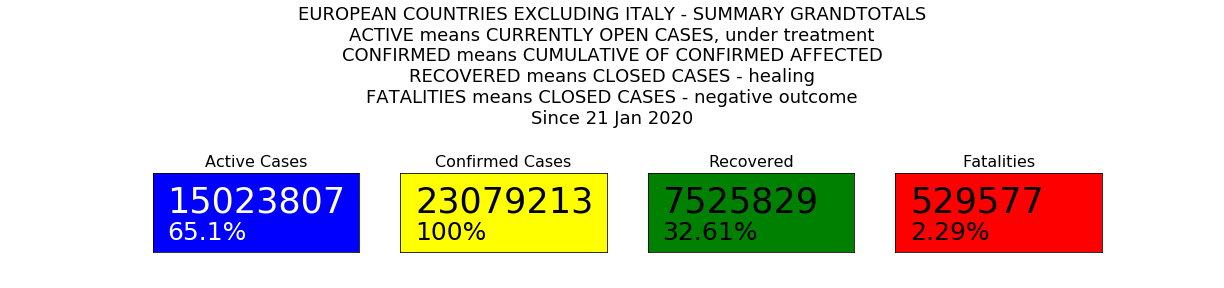 EUROPEAN COUNTRIES EXCLUDING ITALY - SUMMARY GRANDTOTALS
ACTIVE means CURRENTLY OPEN CASES, under treatment
CONFIRMED means CUMULATIVE OF CONFIRMED AFFECTED
RECOVERED means CLOSED CASES - healing
FATALITIES means CLOSED CASES - negative outcome
Since 21 Jan 2020
Active Cases
15023807
65.1%
Confirmed Cases
23079213
100%
Recovered
7525829
32.61%
Fatalities
529577
2.29%